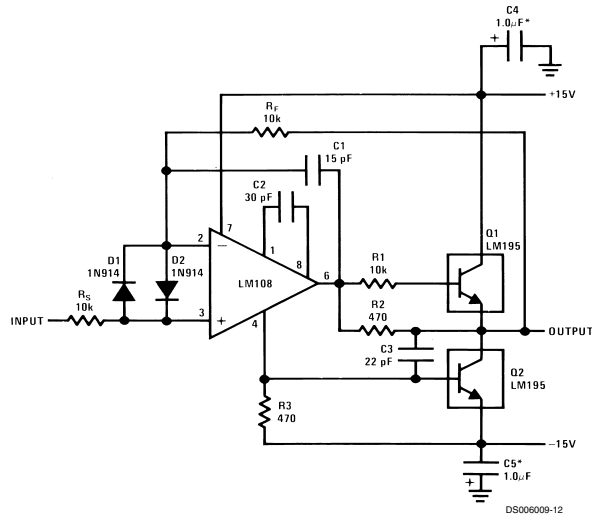 C4
1.0μF*
+
+15V
RF
10k
C1
15 pF
C2
30 pF
7
2
−
1
8
6
LM108
3
+
4
D1
1N914
D2
1N914
RS
10k
INPUT
R1
10k
Q1
LM195
R2
470
OUTPUT
C3
22 pF
Q2
LM195
R3
470
−15V
C5*
1.0μF
+
DS006009-12